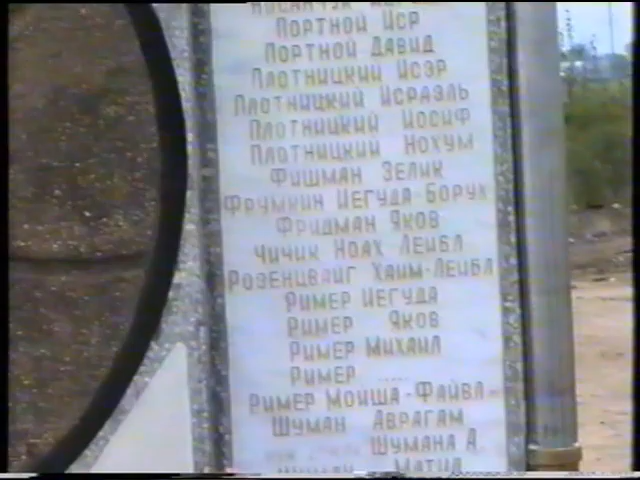 Портной Иср
Портной Давид
Плотницкий Исэр
Плотницкий Исраэль
Плотницкий Иосиф
Плотницкий Нохум
Фишман Зелик
Фрумкин Иегуда-Борух
Фридман Яков
Чичик Ноах Лейбл
Розенцвайг Хаим-Лейбл
Ример Иегуда
Ример Яков
Ример Михаил
Ример .....
Ример Мойша-Файвл
Шуман Аврагам
Шумана А.